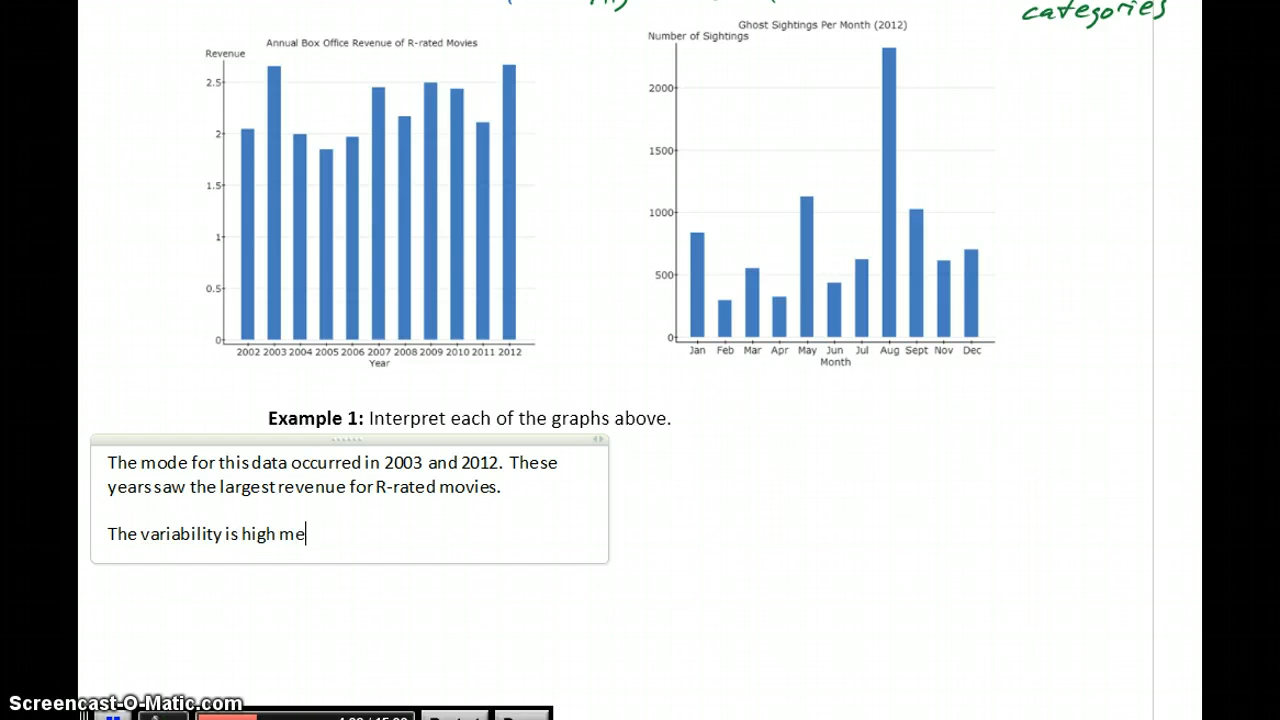 categories
Annual Box Office Revenue of R-rated Movies
Revenue
2.5
2
1.5
1
0.5
0
2002 2003 2004 2005 2006 2007 2008 2009 2010 2011 2012
Year
Ghost Sightings Per Month (2012)
Number of Sightings
2000
1500
1000
500
0
Jan Feb Mar Apr May Jun Jul Aug Sept Nov Dec
Month
Example 1: Interpret each of the graphs above.
The mode for this data occurred in 2003 and 2012. These
years saw the largest revenue for R-rated movies.
The variability is high me
Screencast-O-Matic.com